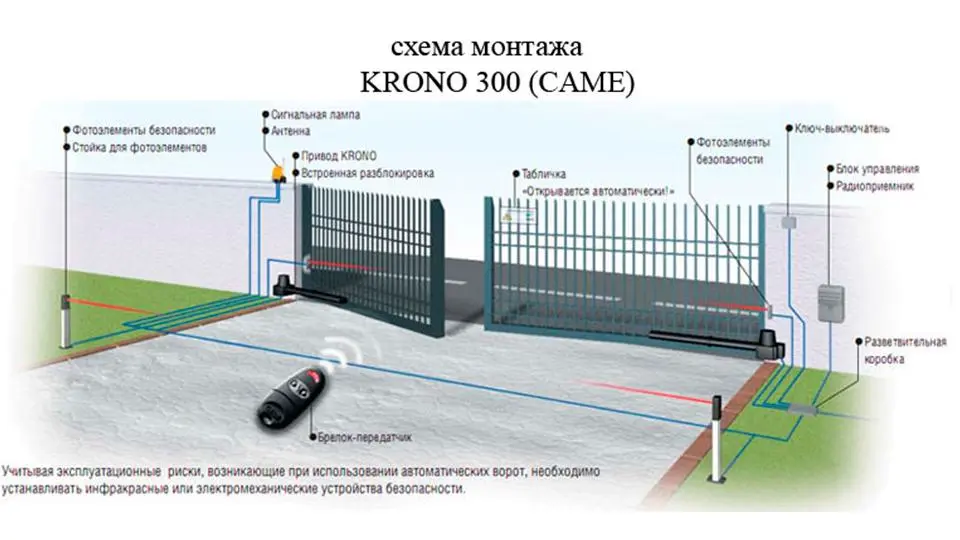 схема монтажа
KRONO 300 (CAME)
Сигнальная лампа
Антенна
Фотоэлементы безопасности
Стойка для фотоэлементов
Привод KRONO
Встроенная разблокировка
Табличка
«Открывается автоматически!»
Фотоэлементы
безопасности
Ключ-выключатель
Блок управления
Радиоприемник
Разветвительная
коробка
Брелок-передатчик
Учитывая эксплуатационные риски, возникающие при использовании автоматических ворот, необходимо
устанавливать инфракрасные или электромеханические устройства безопасности.